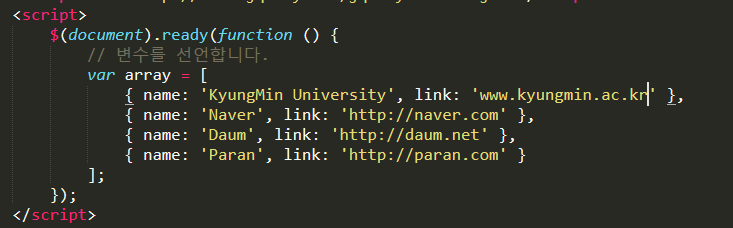 <script>
$(document).ready(function () {
// 변수를 선언합니다.
var array = [
{ name: 'KyungMin University', link: 'www.kyungmin.ac.kr' },
{ name: 'Naver', link: 'http://naver.com' },
{ name: 'Daum', link: 'http://daum.net' },
{ name: 'Paran', link: 'http://paran.com' }
];
});
</script>